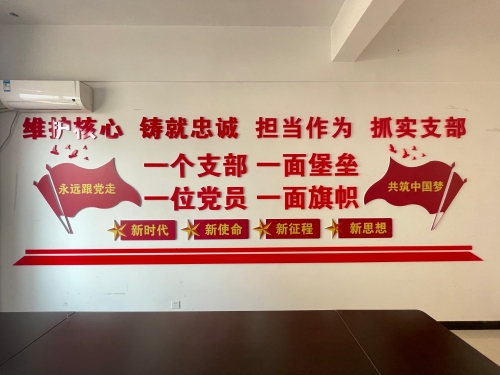 维护核心 铸就忠诚 担当作为 抓实支部
一个支部 一面堡垒
一位党员 一面旗帜
永远跟党走
共筑中国梦
新时代 新使命 新征程 新思想